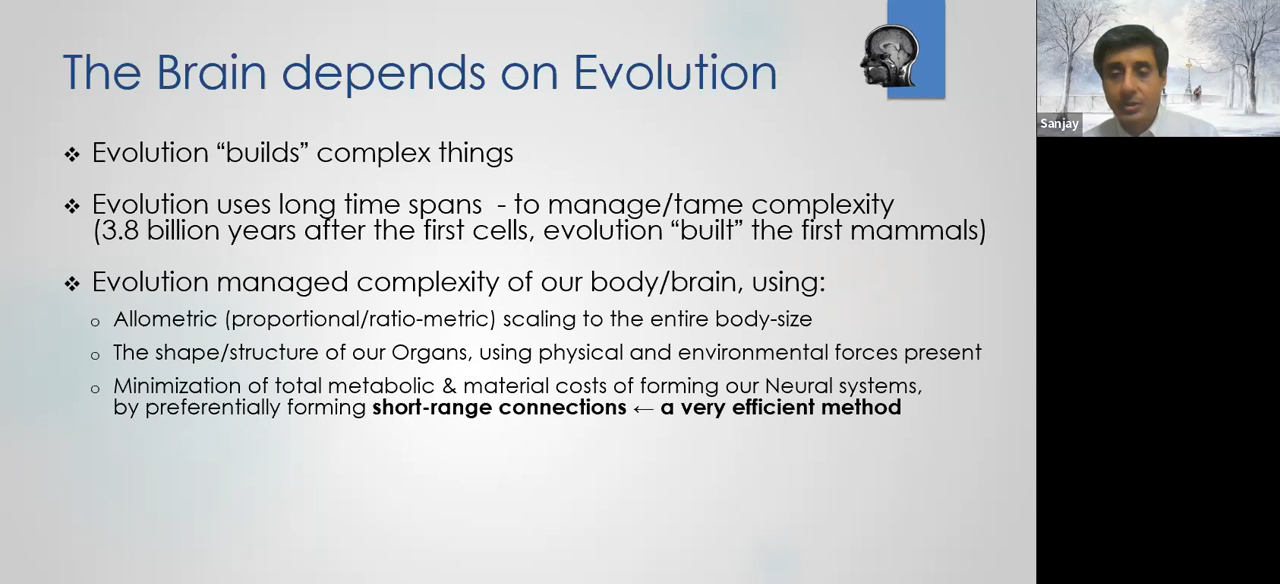 The Brain depends on Evolution
❖ Evolution “builds” complex things
❖ Evolution uses long time spans  - to manage/tame complexity
(3.8 billion years after the first cells, evolution “built” the first mammals)
❖ Evolution managed complexity of our body/brain, using:
o Allometric (proportional/ratio-metric) scaling to the entire body-size
o The shape/structure of our Organs, using physical and environmental forces present
o Minimization of total metabolic & material costs of forming our Neural systems,
by preferentially forming short-range connections ← a very efficient method
Sanjay